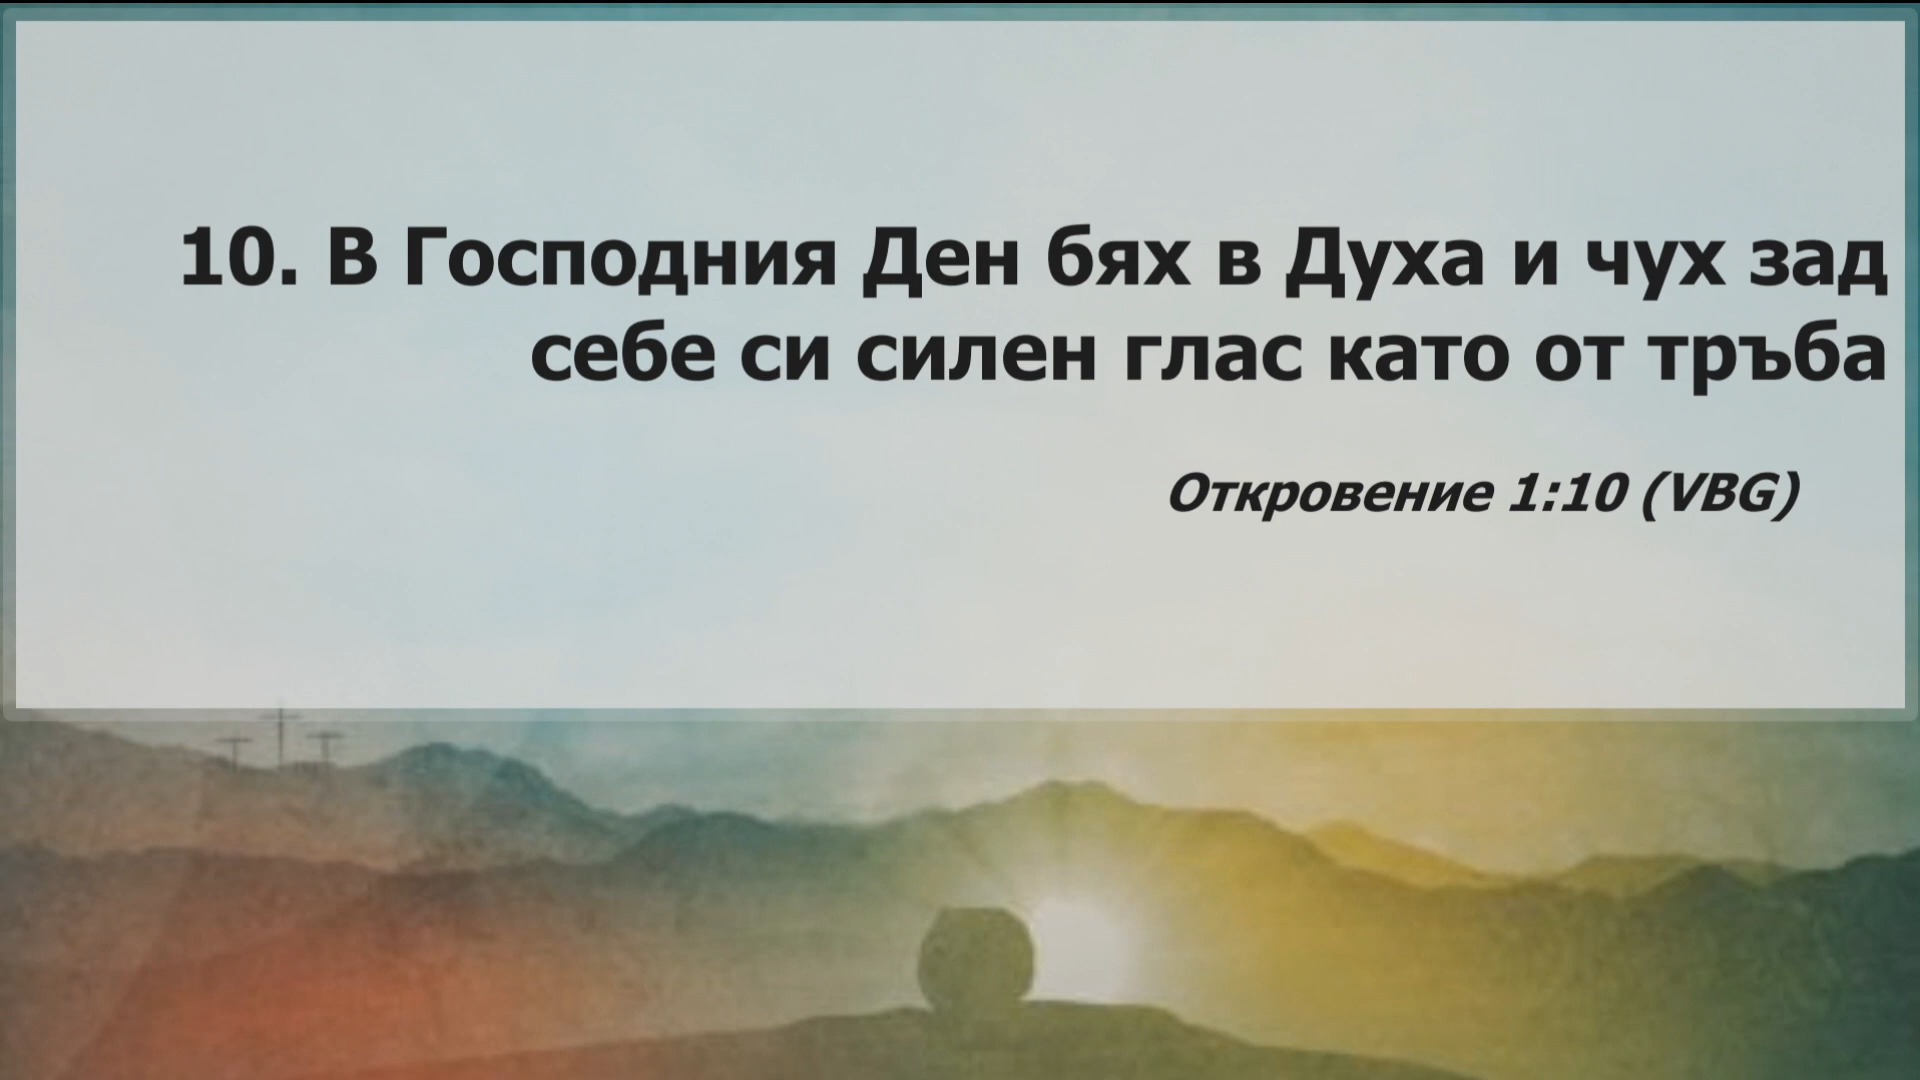 10. В Господния Ден бях в Духа и чух зад
себе си силен глас като от тръба
Откровение 1:10 (VBG)